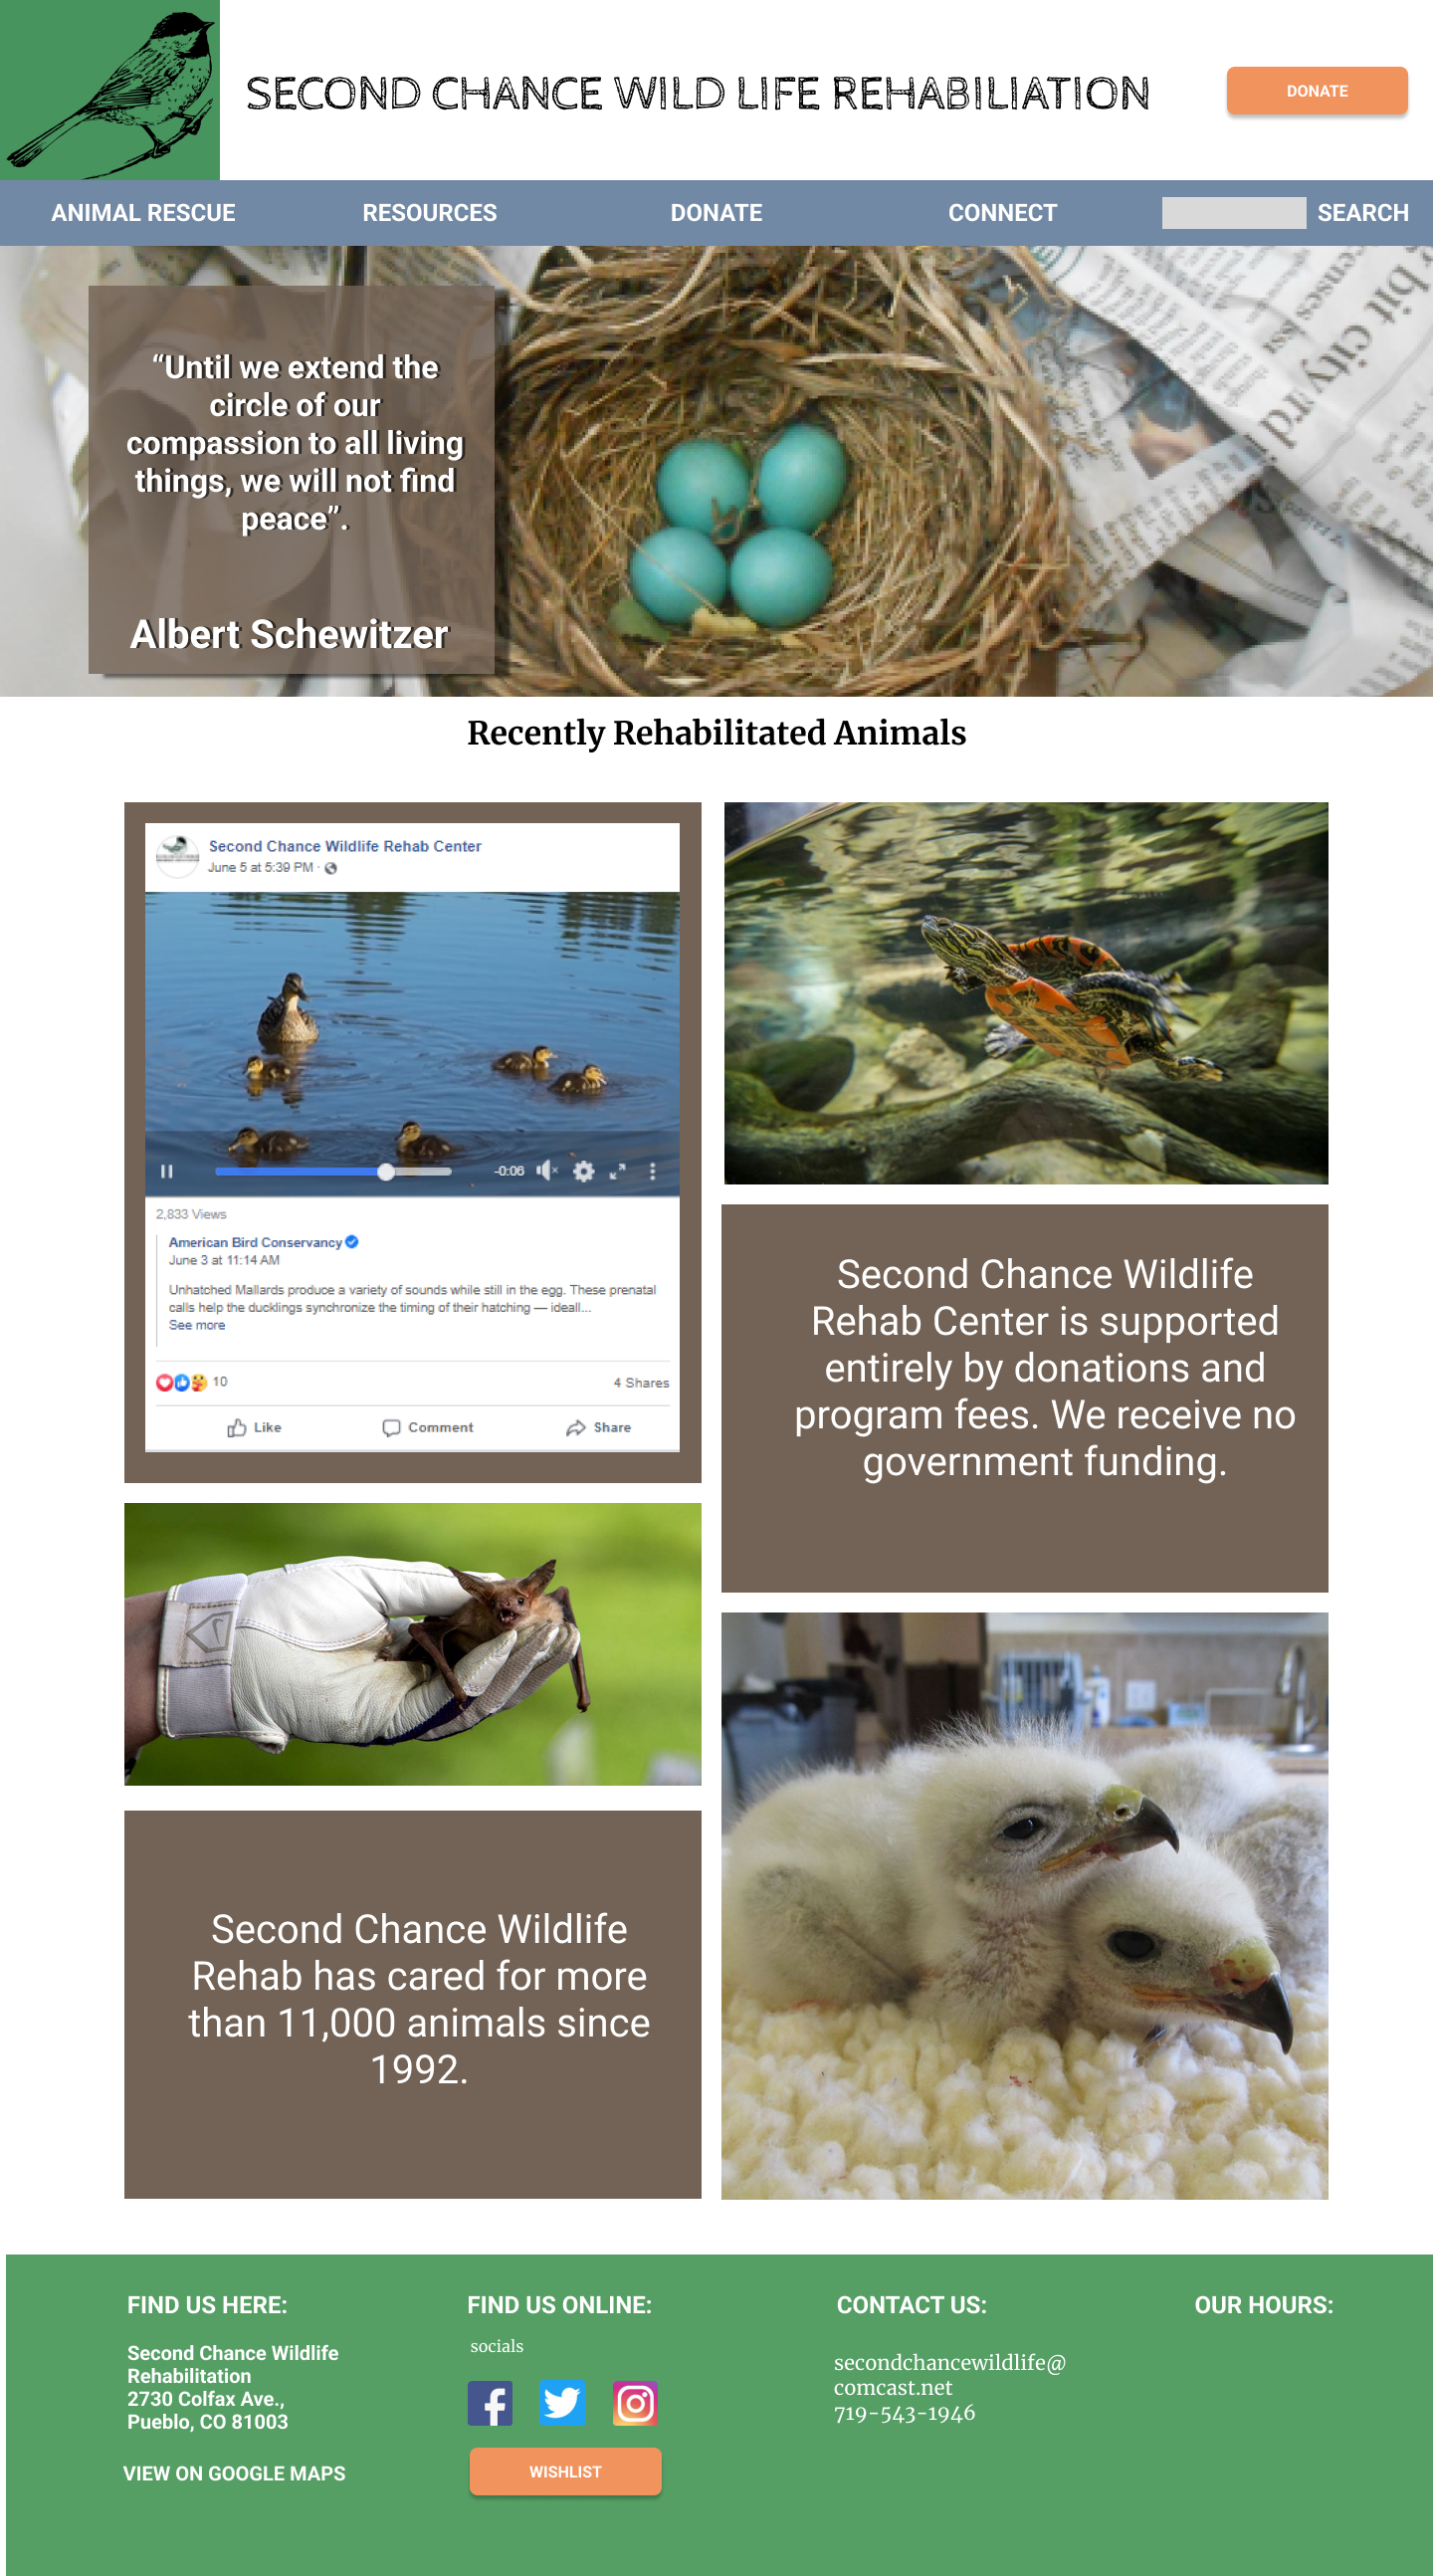 SECOND CHANCE WILD LIFE REHABILIATION
DONATE
ANIMAL RESCUE
RESOURCES
DONATE
CONNECT
SEARCH
“Until we extend the
circle of our
compassion to all living
things, we will not find
peace”.
Albert Schewitzer
bit city
Recently Rehabilitated Animals
Second Chance Wildlife Rehab Center
June 5 at 5:39 PM ·
-0:06
2,833 Views
American Bird Conservancy
June 3 at 11:14 AM
Unhatched Mallards produce a variety of sounds while still in the egg. These prenatal
calls help the ducklings synchronize the timing of their hatching — ideall...
See more
10
4 Shares
Like
Comment
Share
Second Chance Wildlife
Rehab Center is supported
entirely by donations and
program fees. We receive no
government funding.
Second Chance Wildlife
Rehab has cared for more
than 11,000 animals since
1992.
FIND US HERE:
Second Chance Wildlife
Rehabilitation
2730 Colfax Ave.,
Pueblo, CO 81003
VIEW ON GOOGLE MAPS
FIND US ONLINE:
socials
WISHLIST
CONTACT US:
secondchancewildlife@
comcast.net
719-543-1946
OUR HOURS: